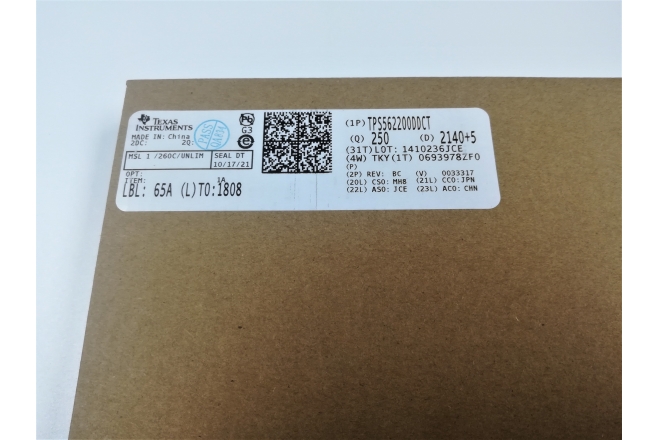 TEXAS
INSTRUMENTS
MADE IN: China
2DC: 2Q:
Pb
G3
e
MSL 1 /260C/UNLIM
SEAL DT
10/17/21
OPT:
ITEM: 1A
LBL: 65A (L)TO:1808
(1P) TPS562200DDCT
(Q) 250 (D) 2140+5
(31T)LOT: 1410236JCE
(4W) TKY(1T) 0693978ZF0
(P)
(2P) REV: BC (V) 0033317
(20L) CSO: MHB (21L) CCO:JPN
(22L) ASO: JCE (23L) ACO: CHN